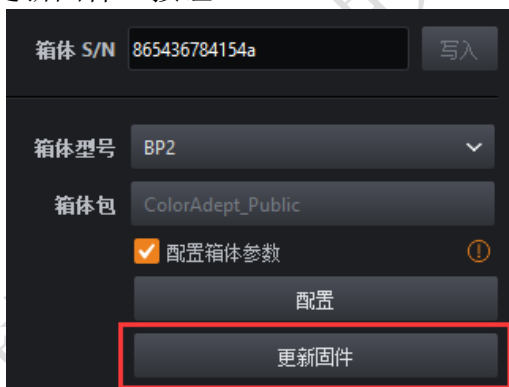 箱体 S/N 865436784154a 写入
箱体型号 BP2
箱体包 ColorAdept_Public
配置箱体参数
配置
更新固件